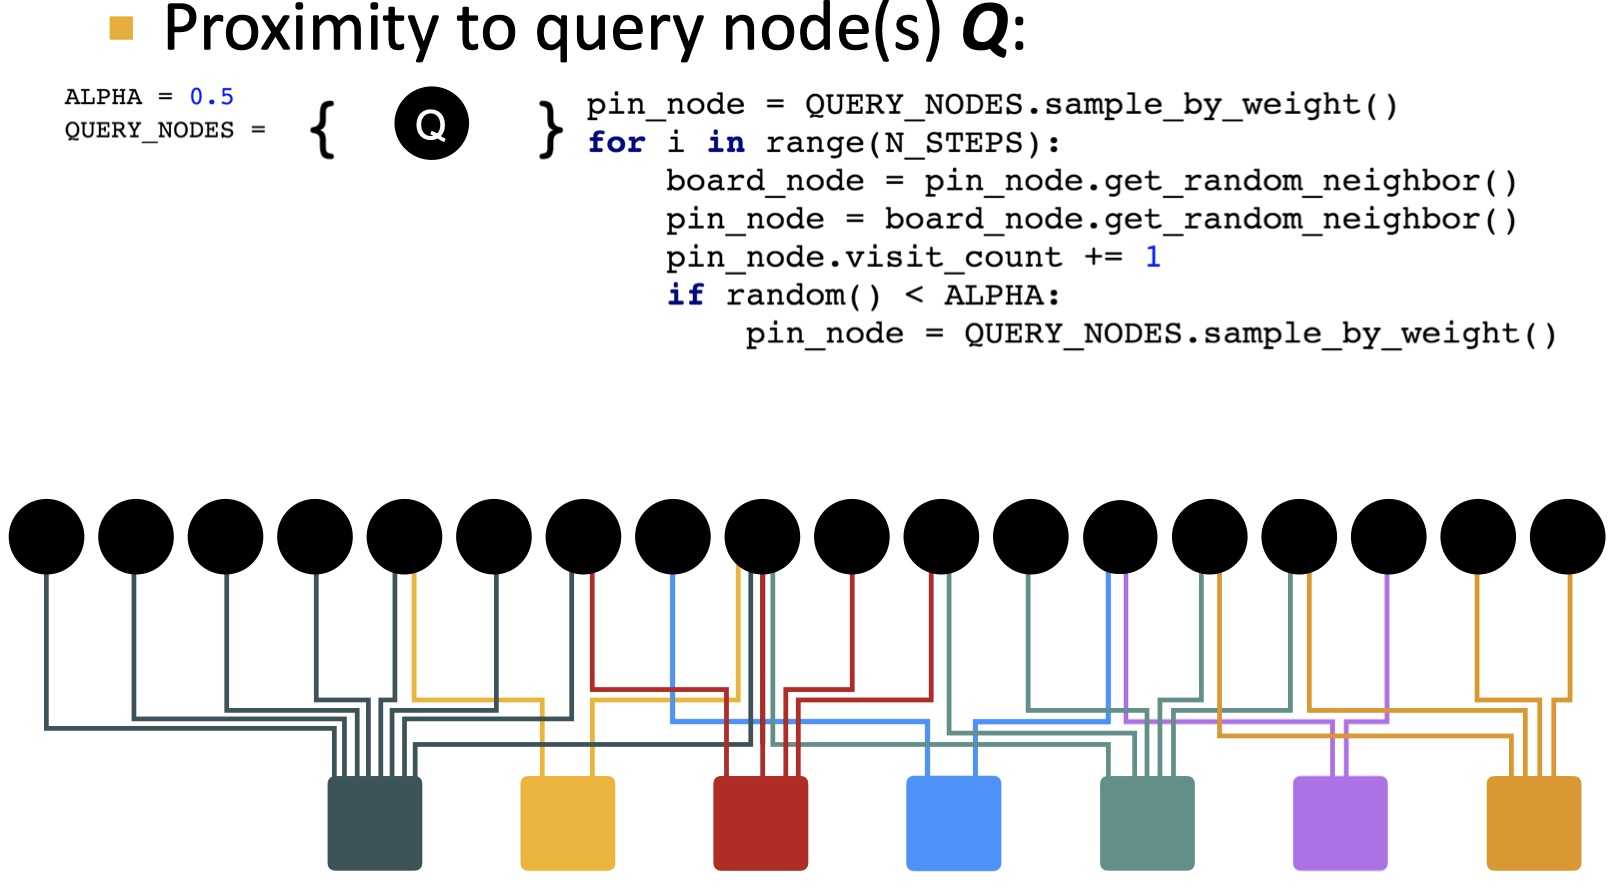 Proximity to query node(s) Q:
ALPHA = 0.5
QUERY_NODES = { Q }
pin_node = QUERY_NODES.sample_by_weight()
for i in range(N_STEPS):
    board_node = pin_node.get_random_neighbor()
    pin_node = board_node.get_random_neighbor()
    pin_node.visit_count += 1
    if random() < ALPHA:
        pin_node = QUERY_NODES.sample_by_weight()